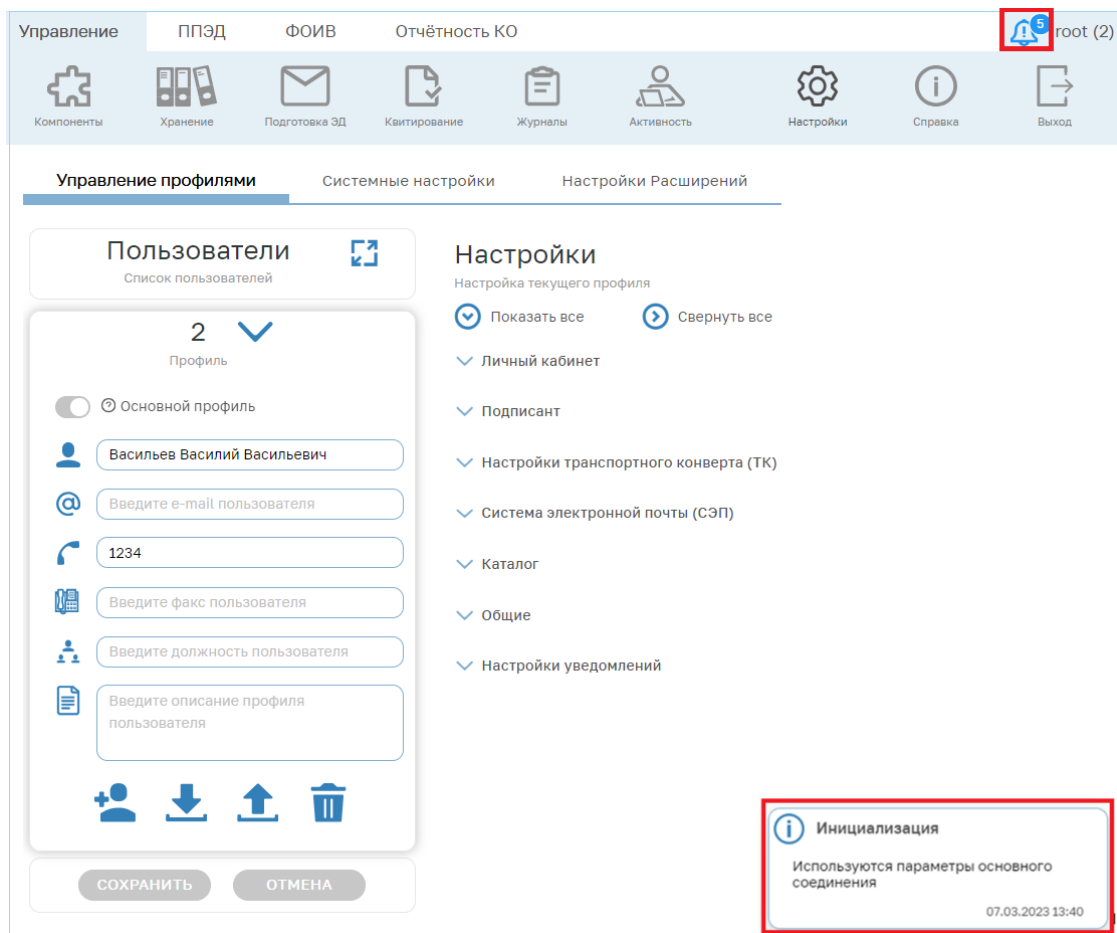 Управление ППЭД ФОИВ Отчётность КО 5 root (2)
Компоненты Хранение Подготовка ЭД Квитирование Журналы Активность Настройки Справка Выход
Управление профилями Системные настройки Настройки Расширений
Пользователи
Список пользователей
2
Профиль
Основной профиль
Васильев Василий Васильевич
Введите e-mail пользователя
1234
Введите факс пользователя
Введите должность пользователя
Введите описание профиля
пользователя
СОХРАНИТЬ ОТМЕНА
Настройки
Настройка текущего профиля
Показать все Свернуть все
Личный кабинет
Подписант
Настройки транспортного конверта (ТК)
Система электронной почты (СЭП)
Каталог
Общие
Настройки уведомлений
Инициализация
Используются параметры основного
соединения
07.03.2023 13:40